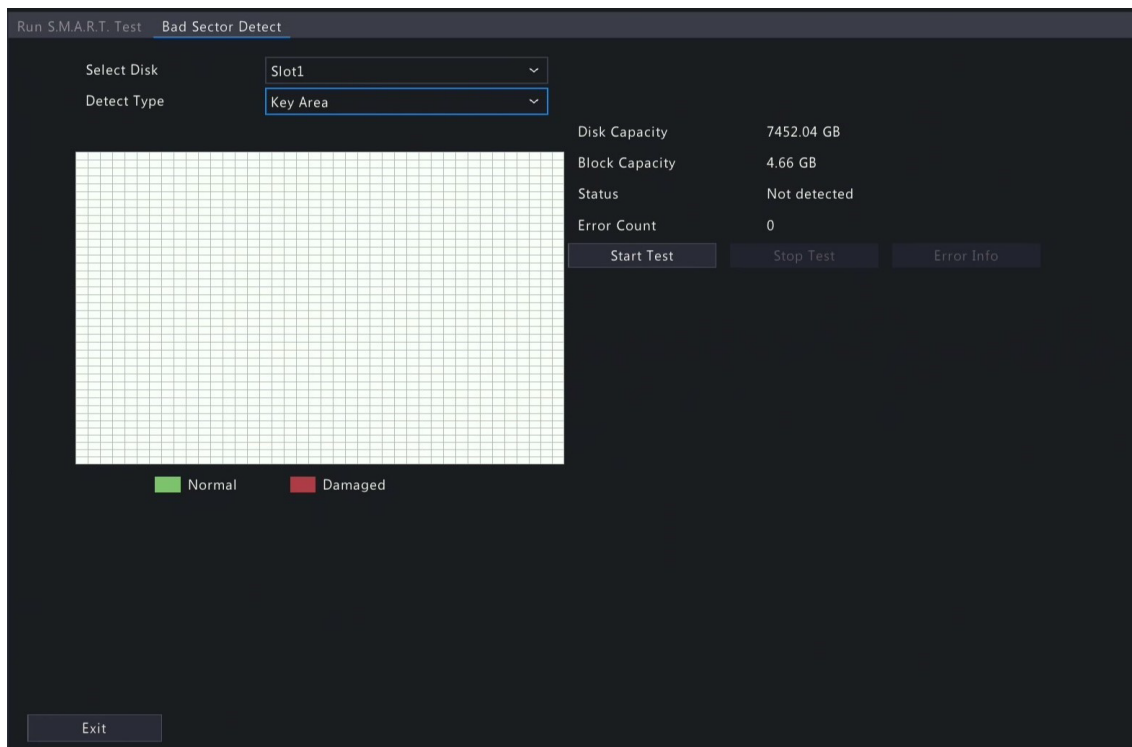 Run S.M.A.R.T. Test Bad Sector Detect
Select Disk Slot1
Detect Type Key Area
Disk Capacity 7452.04 GB
Block Capacity 4.66 GB
Status Not detected
Error Count 0
Start Test Stop Test Error Info
Normal Damaged
Exit